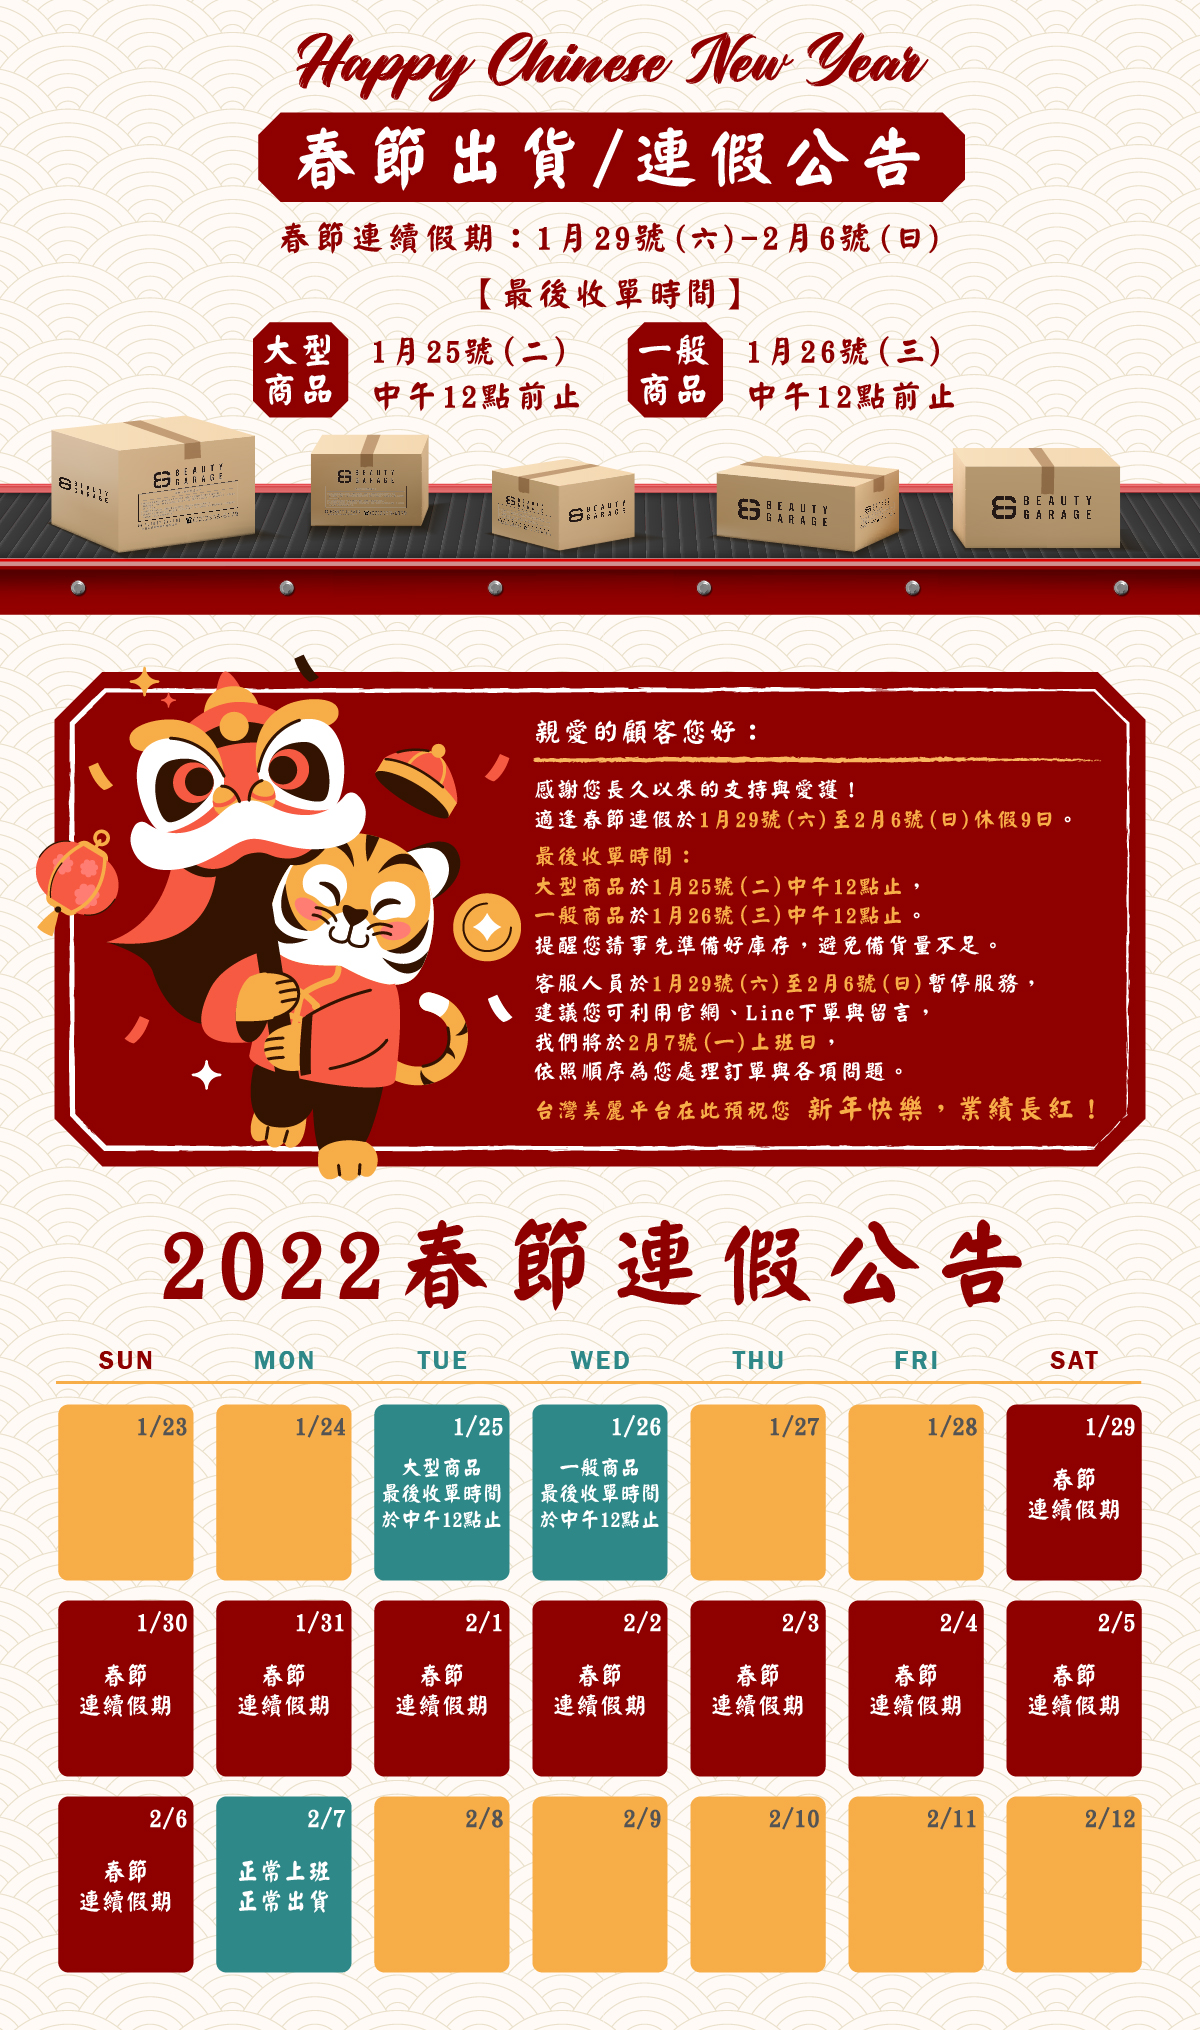 Happy Chinese New Year
春節出貨/連假公告
春節連續假期：1月29號(六)-2月6號(日)
【最後收單時間】
大型商品
1月25號(二)
中午12點前止
一般商品
1月26號(三)
中午12點前止
BEAUTY GARAGE
BEAUTY GARAGE
BEAUTY GARAGE
BEAUTY GARAGE
BEAUTY GARAGE
BEAUTY GARAGE
BEAUTY GARAGE
親愛的顧客您好：
感謝您長久以來的支持與愛護！
適逢春節連假於1月29號(六)至2月6號(日)休假9日。
最後收單時間：
大型商品於1月25號(二)中午12點止，
一般商品於1月26號(三)中午12點止。
提醒您請事先準備好庫存，避免備貨量不足。
客服人員於1月29號(六)至2月6號(日)暫停服務，
建議您可利用官網、Line下單與留言，
我們將於2月7號(一)上班日，
依照順序為您處理訂單與各項問題。
台灣美麗平台在此預祝您 新年快樂，業績長紅！
2022春節連假公告
SUN MON TUE WED THU FRI SAT
1/23
1/24
1/25
大型商品
最後收單時間
於中午12點止
1/26
一般商品
最後收單時間
於中午12點止
1/27
1/28
1/29
春節
連續假期
1/30
春節
連續假期
1/31
春節
連續假期
2/1
春節
連續假期
2/2
春節
連續假期
2/3
春節
連續假期
2/4
春節
連續假期
2/5
春節
連續假期
2/6
春節
連續假期
2/7
正常上班
正常出貨
2/8
2/9
2/10
2/11
2/12